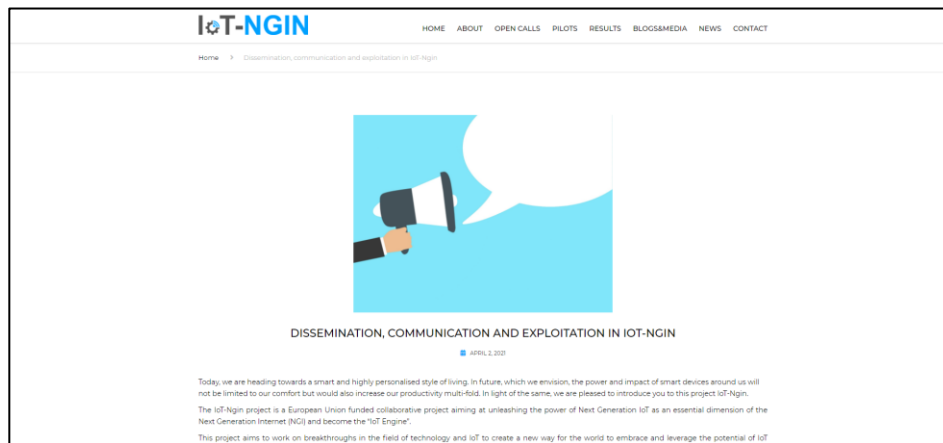 IoT-NGIN
HOME ABOUT OPEN CALLS PILOTS RESULTS BLOGS&MEDIA NEWS CONTACT
Home > Dissemination, communication and exploitation in IoT-Ngin
DISSEMINATION, COMMUNICATION AND EXPLOITATION IN IOT-NGIN
APRIL 2, 2021
Today, we are heading towards a smart and highly personalised style of living. In future, which we envision, the power and impact of smart devices around us will
not be limited to our comfort but would also increase our productivity multi-fold. In light of the same, we are pleased to introduce you to this project IoT-Ngin.
The IoT-Ngin project is a European Union funded collaborative project aiming at unleashing the power of Next Generation IoT as an essential dimension of the
Next Generation Internet (NGI) and become the "IoT Engine".
This project aims to work on breakthroughs in the field of technology and IoT to create a new way for the world to embrace and leverage the potential of IoT